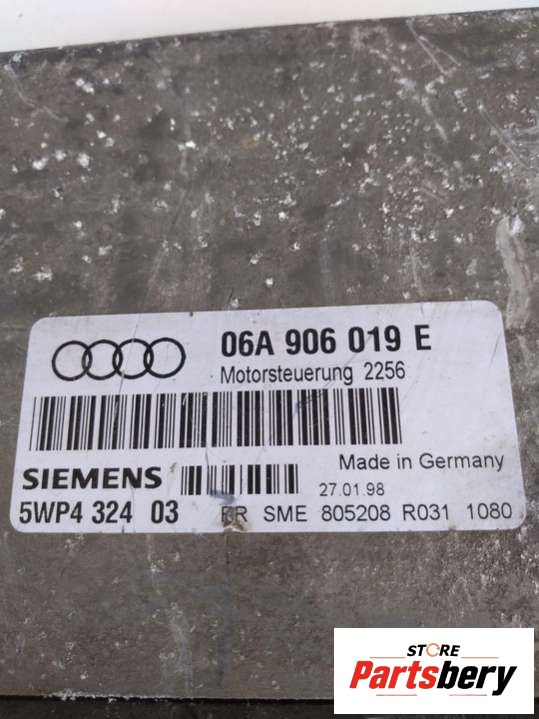 06A 906 019 E
Motorsteuerung 2256
Made in Germany
SIEMENS
27.01.98
5WP4 324 03 SME 805208 R031 1080
STORE
Partsbery